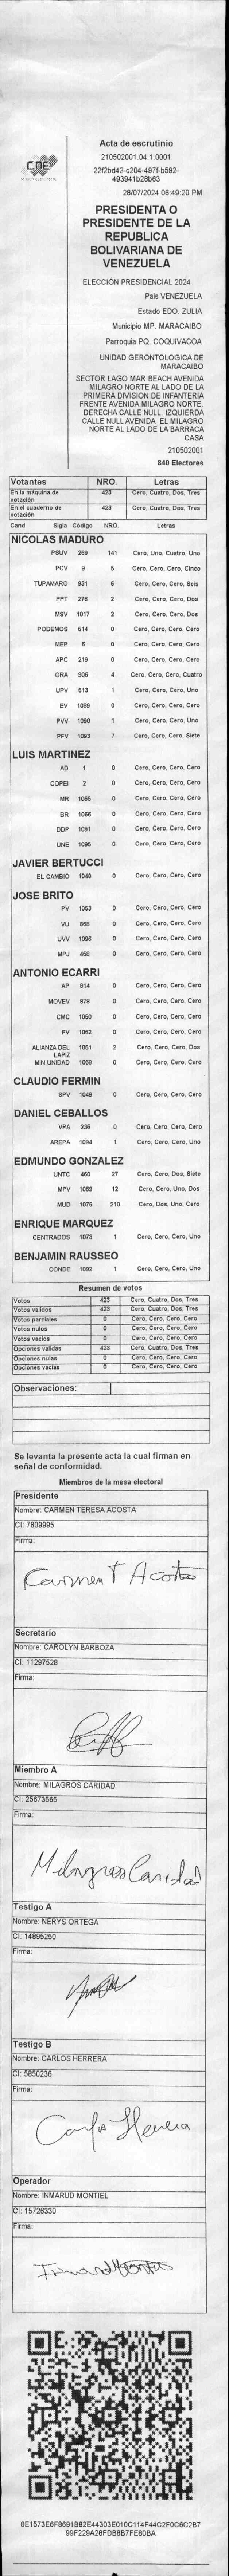 CNE
Acta de escrutinio
210502001.04.1.0001
22f2bd42-c204-497f-b592-
493941b28b63
28/07/2024 06:49:20 PM
PRESIDENTA O
PRESIDENTE DE LA
REPUBLICA
BOLIVARIANA DE
VENEZUELA
ELECCIÓN PRESIDENCIAL 2024
País VENEZUELA
Estado EDO. ZULIA
Municipio MP. MARACAIBO
Parroquia PQ. COQUIVACOA
UNIDAD GERONTOLOGICA DE
MARACAIBO
SECTOR LAGO MAR BEACH AVENIDA
MILAGRO NORTE AL LADO DE LA
PRIMERA DIVISION DE INFANTERIA
FRENTE AVENIDA MILAGRO NORTE.
DERECHA CALLE NULL. IZQUIERDA
CALLE NULL AVENIDA EL MILAGRO
NORTE AL LADO DE LA BARRACA
CASA
210502001
840 Electores
Votantes NRO. Letras
En la máquina de votación 423 Cero, Cuatro, Dos, Tres
En el cuaderno de votación 423 Cero, Cuatro, Dos, Tres
Cand. Sigla Código NRO. Letras
NICOLAS MADURO
PSUV 269 141 Cero, Uno, Cuatro, Uno
PCV 9 5 Cero, Cero, Cero, Cinco
TUPAMARO 931 6 Cero, Cero, Cero, Seis
PPT 276 2 Cero, Cero, Cero, Dos
MSV 1017 2 Cero, Cero, Cero, Dos
PODEMOS 514 0 Cero, Cero, Cero, Cero
MEP 6 0 Cero, Cero, Cero, Cero
APC 219 0 Cero, Cero, Cero, Cero
ORA 306 4 Cero, Cero, Cero, Cuatro
UPV 513 1 Cero, Cero, Cero, Uno
EV 1089 0 Cero, Cero, Cero, Cero
PVV 1090 1 Cero, Cero, Cero, Uno
PFV 1093 7 Cero, Cero, Cero, Siete
LUIS MARTINEZ
AD 1 0 Cero, Cero, Cero, Cero
COPEI 2 0 Cero, Cero, Cero, Cero
MR 1065 0 Cero, Cero, Cero, Cero
BR 1066 0 Cero, Cero, Cero, Cero
DDP 1091 0 Cero, Cero, Cero, Cero
UNE 1095 0 Cero, Cero, Cero, Cero
JAVIER BERTUCCI
EL CAMBIO 1048 0 Cero, Cero, Cero, Cero
JOSE BRITO
PV 1053 0 Cero, Cero, Cero, Cero
VU 968 0 Cero, Cero, Cero, Cero
UVV 1096 0 Cero, Cero, Cero, Cero
MPJ 458 0 Cero, Cero, Cero, Cero
ANTONIO ECARRI
AP 814 0 Cero, Cero, Cero, Cero
MOVEV 978 0 Cero, Cero, Cero, Cero
CMC 1050 0 Cero, Cero, Cero, Cero
FV 1062 0 Cero, Cero, Cero, Cero
ALIANZA DEL LAPIZ 1061 2 Cero, Cero, Cero, Dos
MIN UNIDAD 1068 0 Cero, Cero, Cero, Cero
CLAUDIO FERMIN
SPV 1049 0 Cero, Cero, Cero, Cero
DANIEL CEBALLOS
VPA 236 0 Cero, Cero, Cero, Cero
AREPA 1094 1 Cero, Cero, Cero, Uno
EDMUNDO GONZALEZ
UNTC 460 27 Cero, Cero, Dos, Siete
MPV 1069 12 Cero, Cero, Uno, Dos
MUD 1075 210 Cero, Dos, Uno, Cero
ENRIQUE MARQUEZ
CENTRADOS 1073 1 Cero, Cero, Cero, Uno
BENJAMIN RAUSSEO
CONDE 1092 1 Cero, Cero, Cero, Uno
Resumen de votos
Votos 423 Cero, Cuatro, Dos, Tres
Votos validos 423 Cero, Cuatro, Dos, Tres
Votos parciales 0 Cero, Cero, Cero, Cero
Votos nulos 0 Cero, Cero, Cero, Cero
Votos vacios 0 Cero, Cero, Cero, Cero
Opciones validas 423 Cero, Cuatro, Dos, Tres
Opciones nulas 0 Cero, Cero, Cero, Cero
Opciones vacias 0 Cero, Cero, Cero, Cero
Observaciones:
Se levanta la presente acta la cual firman en
señal de conformidad.
Miembros de la mesa electoral
Presidente
Nombre: CARMEN TERESA ACOSTA
CI: 7809995
Firma:
Carmen T Acosta
Secretario
Nombre: CAROLYN BARBOZA
CI: 11297528
Firma:
Miembro A
Nombre: MILAGROS CARIDAD
CI: 25673565
Firma:
Milagros Caridad
Testigo A
Nombre: NERYS ORTEGA
CI: 14895250
Firma:
Testigo B
Nombre: CARLOS HERRERA
CI: 5850236
Firma:
Carlos Herrera
Operador
Nombre: INMARUD MONTIEL
CI: 15726330
Firma:
8E1573E6F8691B82E44303E010C114F44C2F0C6C2B7
99F229A28FDB8B7FE80BA